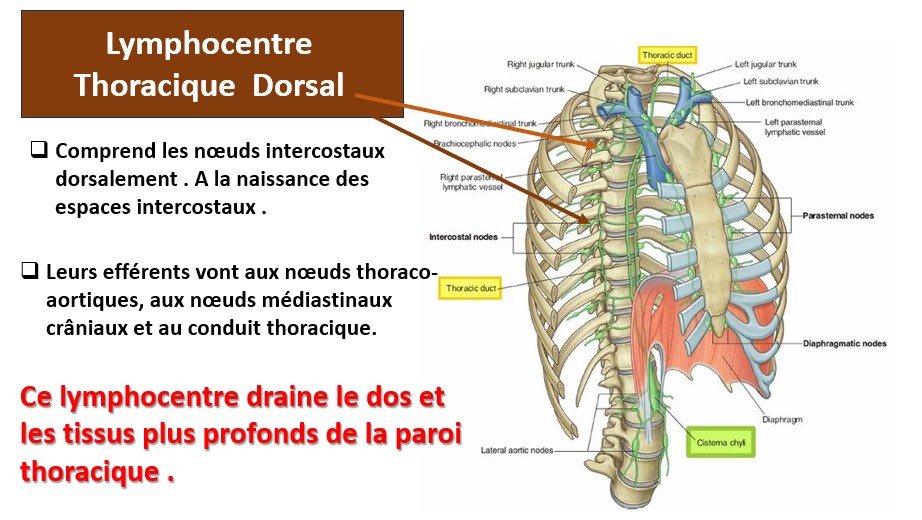 Lymphocentre
Thoracique Dorsal
❑ Comprend les nœuds intercostaux
dorsalement . A la naissance des
espaces intercostaux .
❑ Leurs efférents vont aux nœuds thoraco-
aortiques, aux nœuds médiastinaux
crâniaux et au conduit thoracique.
Ce lymphocentre draine le dos et
les tissus plus profonds de la paroi
thoracique .
Thoracic duct
Right jugular trunk
Right subclavian trunk
Right bronchomediastinal trunk
Brachiocephalic nodes
Right parasternal
lymphatic vessel
Intercostal nodes
Thoracic duct
Lateral aortic nodes
Left jugular trunk
Left subclavian trunk
Left bronchomediastinal trunk
Left parasternal
lymphatic vessel
Parasternal nodes
Diaphragmatic nodes
Diaphragm
Cisterna chyli